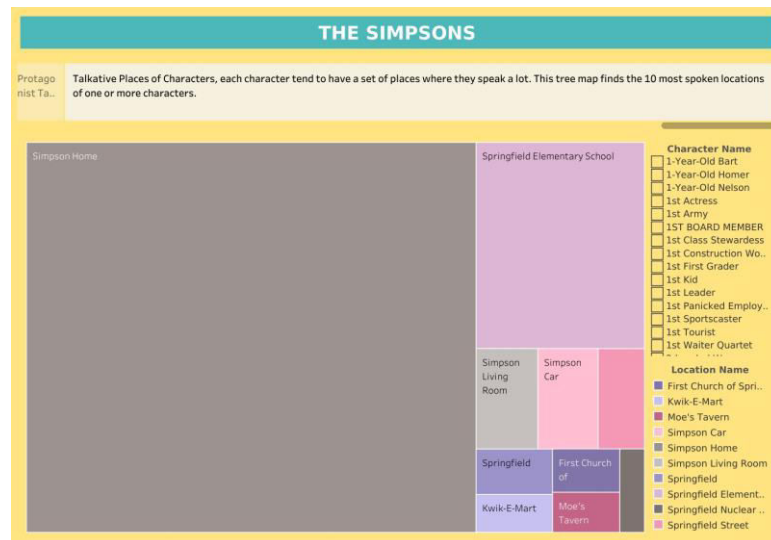 THE SIMPSONS
Protago
nist Ta..
Talkative Places of Characters, each character tend to have a set of places where they speak a lot. This tree map finds the 10 most spoken locations
of one or more characters.
Simpson Home
Springfield Elementary School
Simpson
Living
Room
Simpson
Car
Springfield
First Church
of
Kwik-E-Mart
Moe's
Tavern
Character Name
1-Year-Old Bart
1-Year-Old Homer
1-Year-Old Nelson
1st Actress
1st Army
1ST BOARD MEMBER
1st Class Stewardess
1st Construction Wo..
1st First Grader
1st Kid
1st Leader
1st Panicked Employ..
1st Sportscaster
1st Tourist
1st Waiter Quartet
Location Name
First Church of Spri..
Kwik-E-Mart
Moe's Tavern
Simpson Car
Simpson Home
Simpson Living Room
Springfield
Springfield Element..
Springfield Nuclear ..
Springfield Street